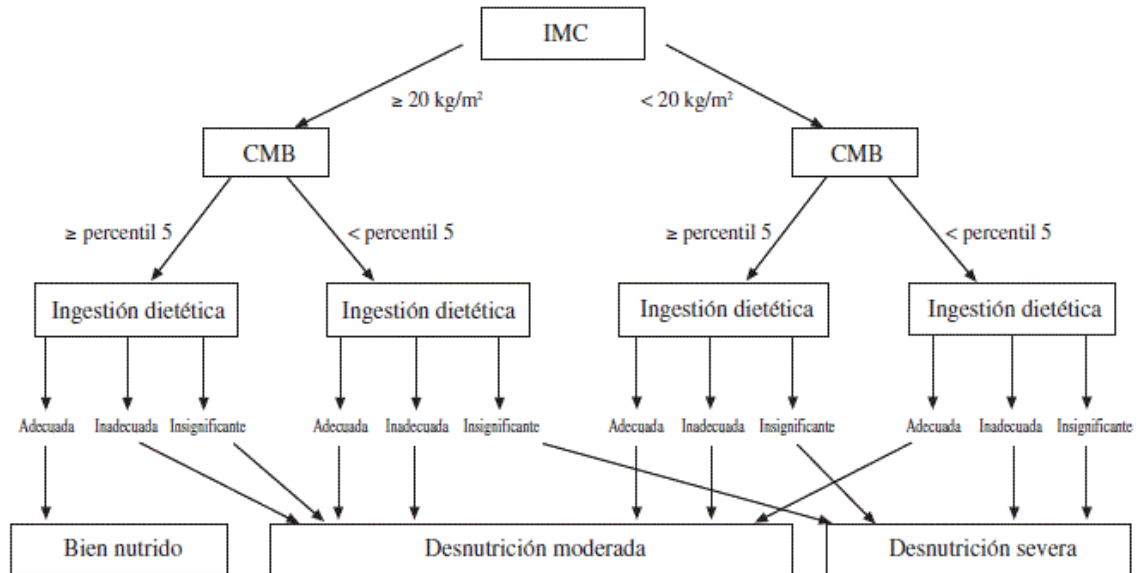 IMC
≥ 20 kg/m²
< 20 kg/m²
CMB
CMB
≥ percentil 5
< percentil 5
≥ percentil 5
< percentil 5
Ingestión dietética
Ingestión dietética
Ingestión dietética
Ingestión dietética
Adecuada
Inadecuada
Insignificante
Adecuada
Inadecuada
Insignificante
Adecuada
Inadecuada
Insignificante
Adecuada
Inadecuada
Insignificante
Bien nutrido
Desnutrición moderada
Desnutrición severa